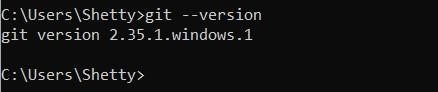 C:\Users\Shetty>git --version
git version 2.35.1.windows.1
C:\Users\Shetty>